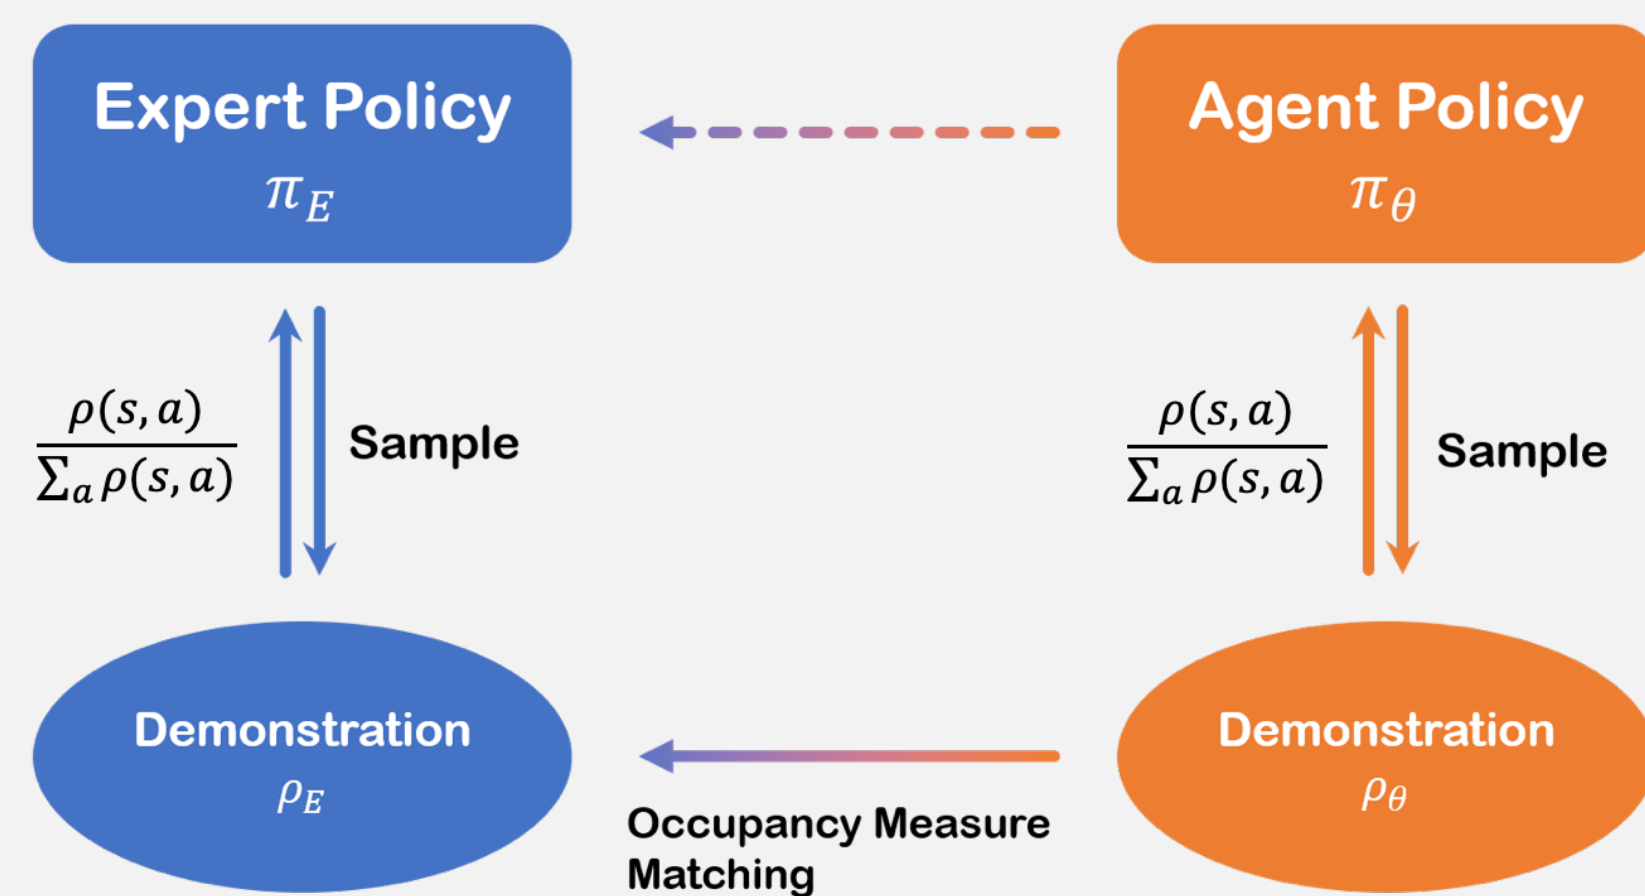 Expert Policy
π_E
Agent Policy
π_θ
ρ(s, a)
∑_a ρ(s, a)
Sample
ρ(s, a)
∑_a ρ(s, a)
Sample
Demonstration
ρ_E
Demonstration
ρ_θ
Occupancy Measure
Matching